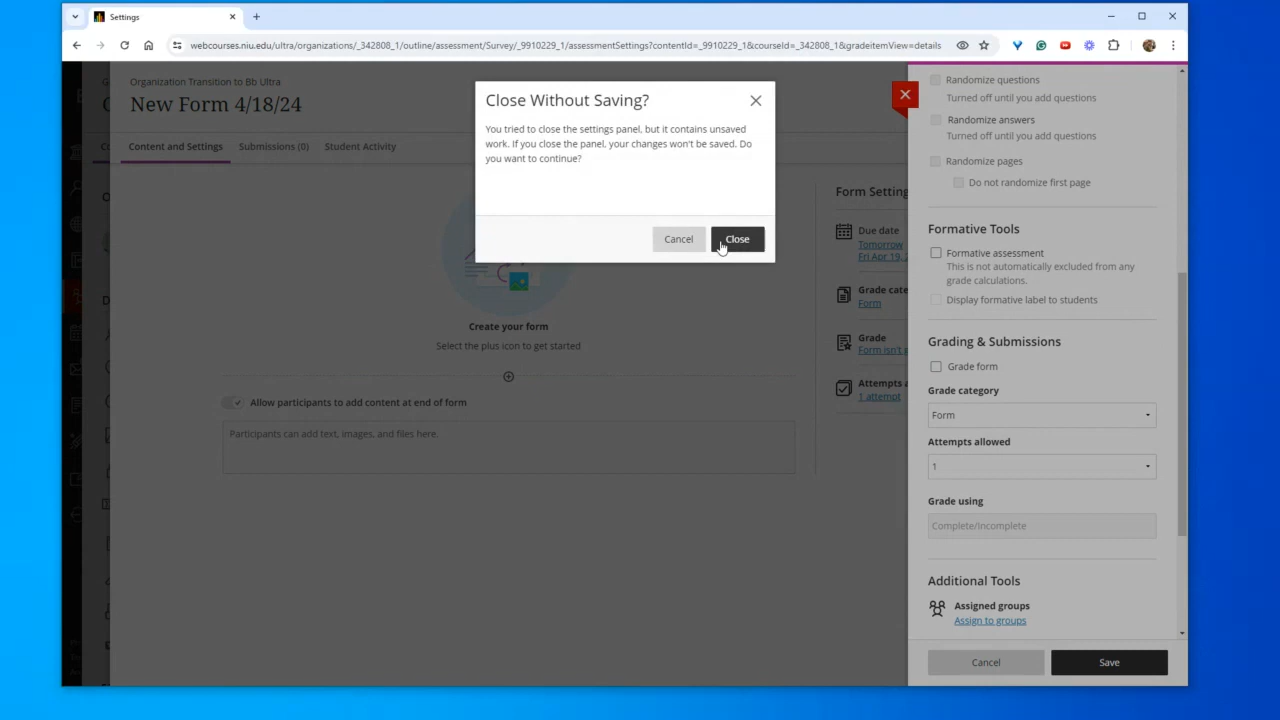 Settings
webcourses.niu.edu/ultra/organizations/_342808_1/outline/assessment/Survey/_9910229_1/assessmentSettings?contentId=_9910229_1&courseId=_342808_1&gradeitemView=details
Organization Transition to Bb Ultra
New Form 4/18/24
Content and Settings
Submissions (0)
Student Activity
Close Without Saving?
You tried to close the settings panel, but it contains unsaved
work. If you close the panel, your changes won't be saved. Do
you want to continue?
Cancel
Close
Create your form
Select the plus icon to get started
Allow participants to add content at end of form
Participants can add text, images, and files here.
Form Setting
Due date
Tomorrow
Fri Apr 19, 2
Grade cate
Form
Grade
Form isn't g
Attempts a
1 attempt
Randomize questions
Turned off until you add questions
Randomize answers
Turned off until you add questions
Randomize pages
Do not randomize first page
Formative Tools
Formative assessment
This is not automatically excluded from any
grade calculations.
Display formative label to students
Grading & Submissions
Grade form
Grade category
Form
Attempts allowed
1
Grade using
Complete/Incomplete
Additional Tools
Assigned groups
Assign to groups
Cancel
Save